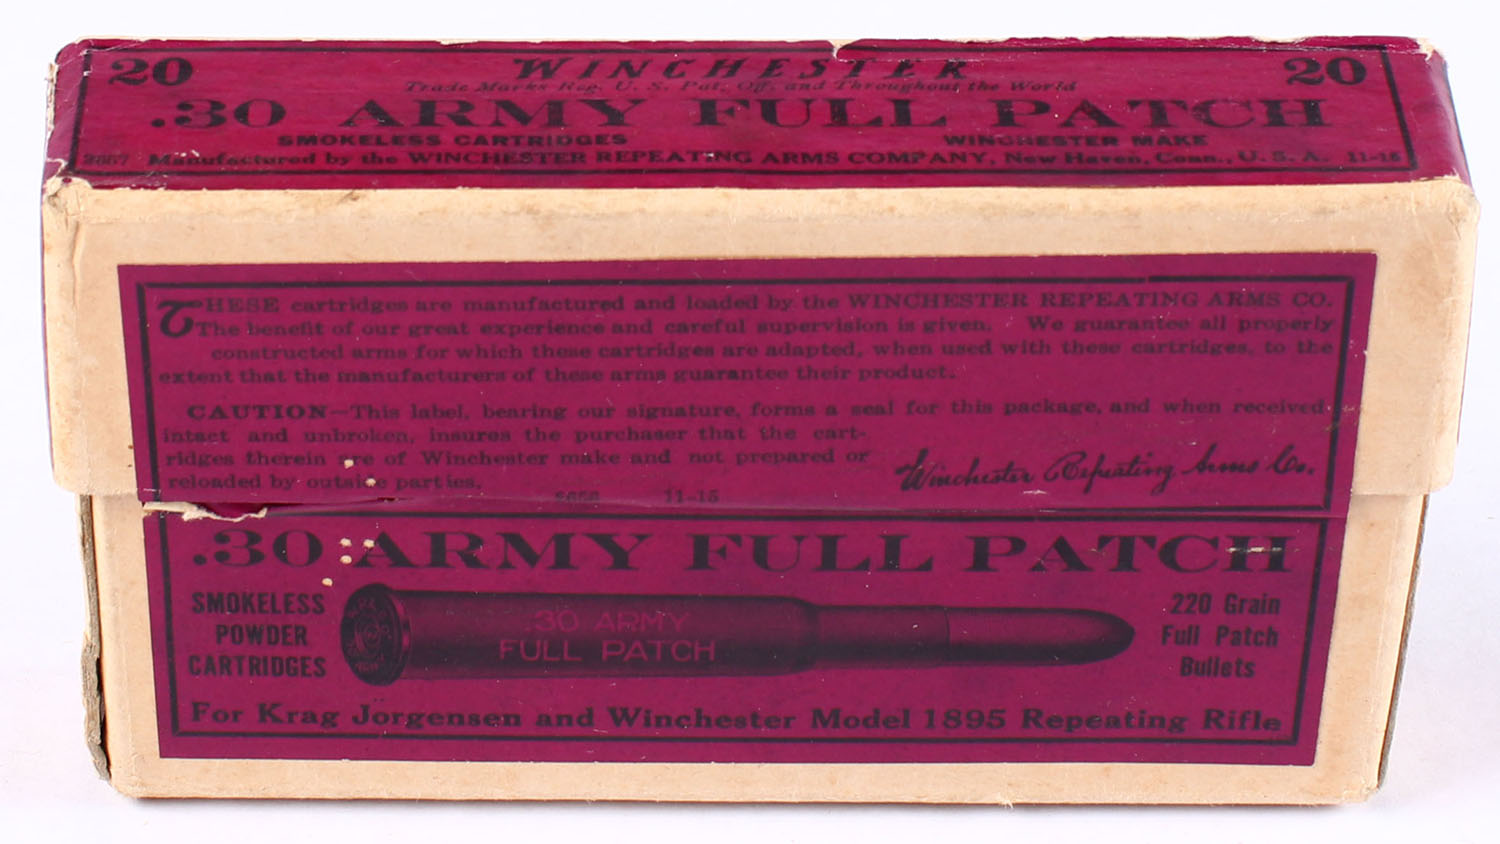 20 WINCHESTER 20
Trade Marks Reg. U. S. Pat. Off. and Throughout the World
.30 ARMY FULL PATCH
SMOKELESS CARTRIDGES WINCHESTER MAKE
Manufactured by the WINCHESTER REPEATING ARMS COMPANY, New Haven, Conn., U. S. A. 11-15
THESE cartridges are manufactured and loaded by the WINCHESTER REPEATING ARMS CO.
The benefit of our great experience and careful supervision is given. We guarantee all properly
constructed arms for which these cartridges are adapted, when used with these cartridges, to the
extent that the manufacturers of these arms guarantee their product.
CAUTION—This label, bearing our signature, forms a seal for this package, and when received
intact and unbroken, insures the purchaser that the cart-
ridges therein are of Winchester make and not prepared or
reloaded by outside parties.
Winchester Repeating Arms Co.
11-15
.30 ARMY FULL PATCH
SMOKELESS
POWDER
CARTRIDGES
.30 ARMY
FULL PATCH
220 Grain
Full Patch
Bullets
For Krag Jorgensen and Winchester Model 1895 Repeating Rifle